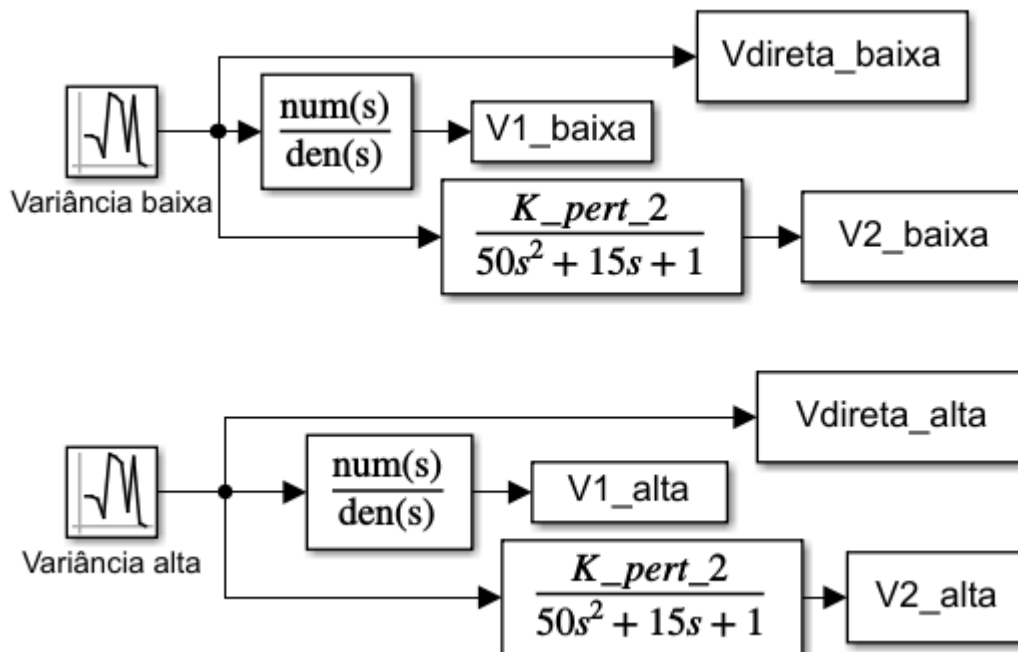 Vdireta_baixa
num(s)
den(s)
V1_baixa
Variância baixa
K_pert_2
50s² + 15s + 1
V2_baixa
Vdireta_alta
num(s)
den(s)
V1_alta
Variância alta
K_pert_2
50s² + 15s + 1
V2_alta